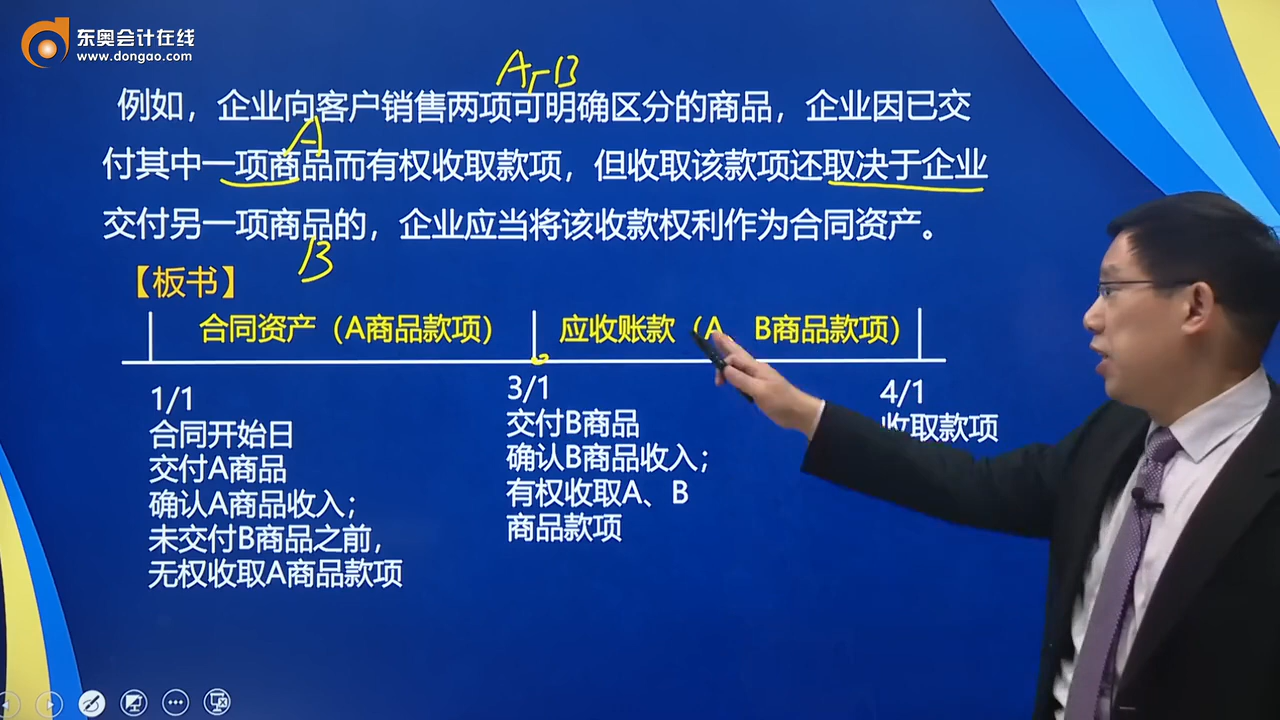 东奥会计在线
www.dongao.com
A、B
例如，企业向客户销售两项可明确区分的商品，企业因已交
A
付其中一项商品而有权收取款项，但收取该款项还取决于企业
交付另一项商品的，企业应当将该收款权利作为合同资产。
B
【板书】
合同资产（A商品款项）
应收账款（A、B商品款项）
1/1
合同开始日
交付A商品
确认A商品收入；
未交付B商品之前，
无权收取A商品款项
3/1
交付B商品
确认B商品收入；
有权收取A、B
商品款项
4/1
收取款项